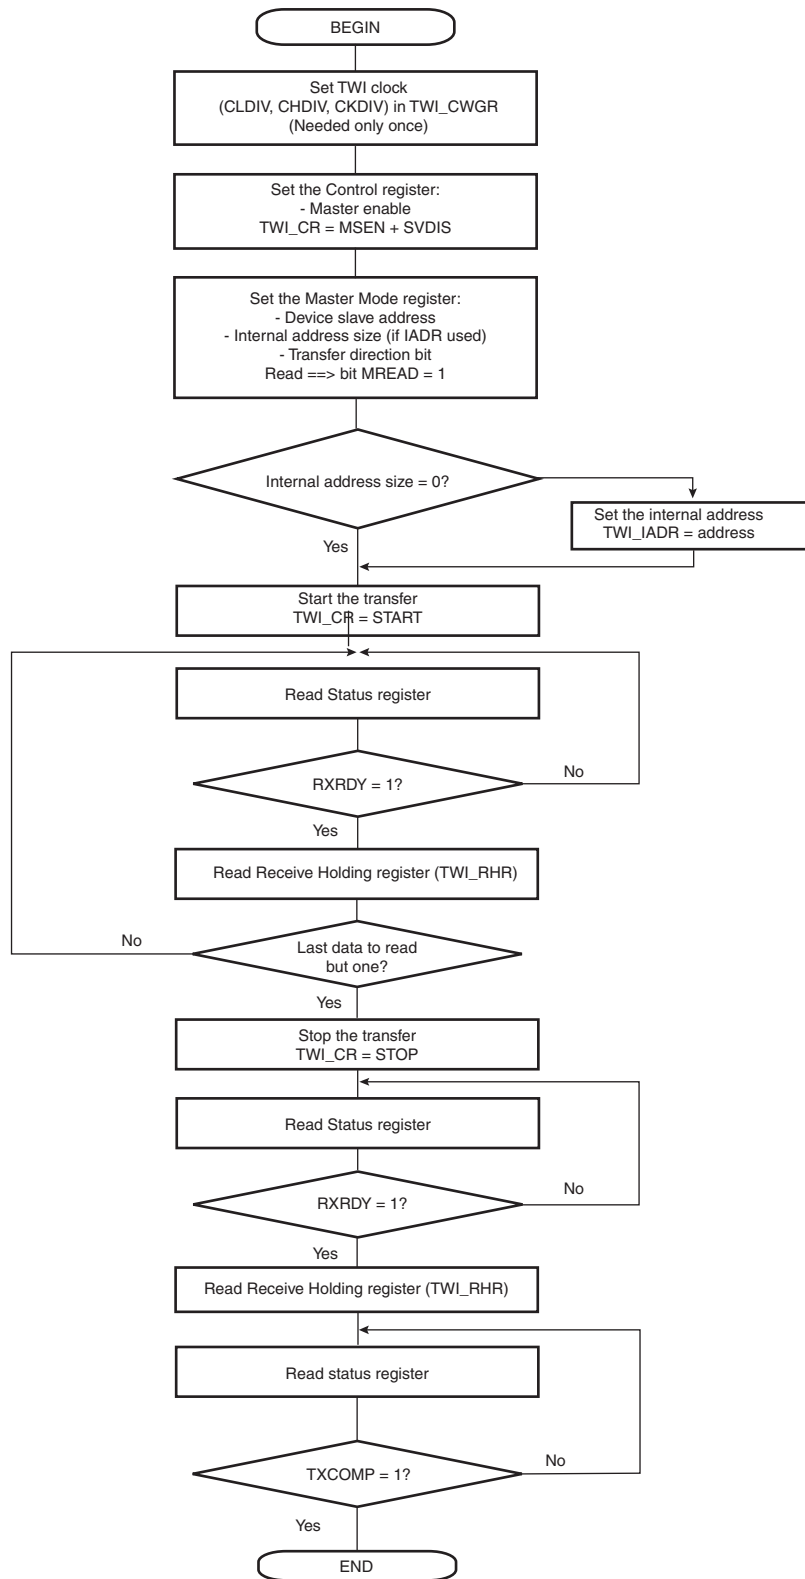 BEGIN
Set TWI clock
(CLDIV, CHDIV, CKDIV) in TWI_CWGR
(Needed only once)
Set the Control register:
- Master enable
TWI_CR = MSEN + SVDIS
Set the Master Mode register:
- Device slave address
- Internal address size (if IADR used)
- Transfer direction bit
Read ==> bit MREAD = 1
Internal address size = 0?
Set the internal address
TWI_IADR = address
Yes
Start the transfer
TWI_CR = START
Read Status register
RXRDY = 1?
No
Yes
Read Receive Holding register (TWI_RHR)
No
Last data to read
but one?
Yes
Stop the transfer
TWI_CR = STOP
Read Status register
RXRDY = 1?
No
Yes
Read Receive Holding register (TWI_RHR)
Read status register
TXCOMP = 1?
No
Yes
END